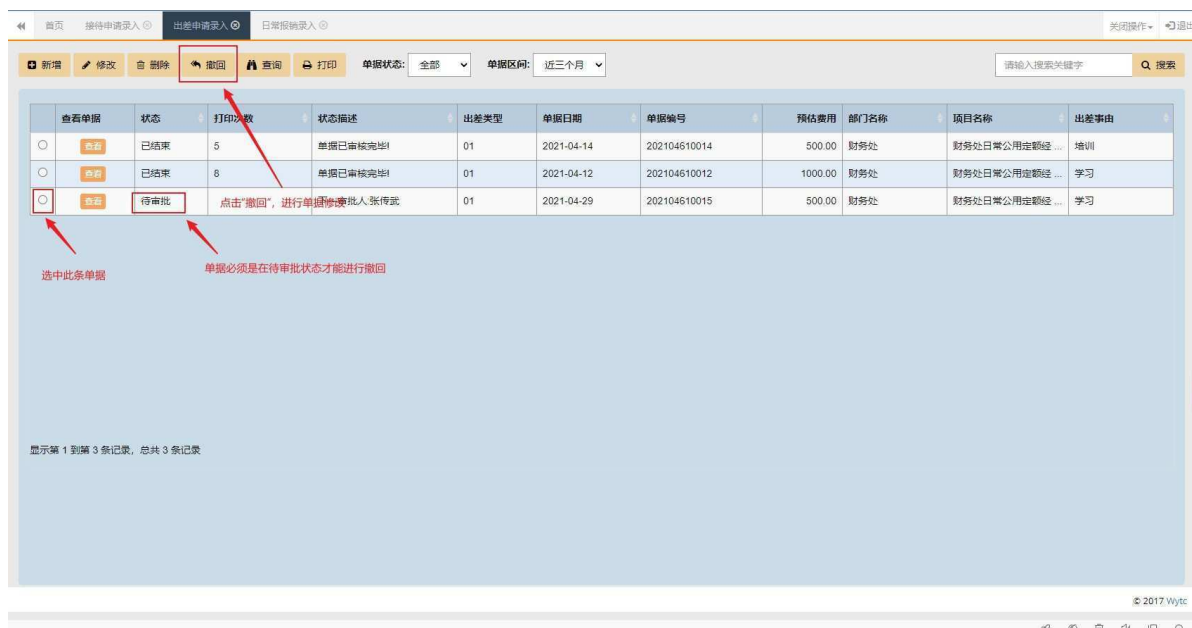 首页 接待申请录入 出差申请录入 日常报销录入 关闭操作 退出
新增 修改 删除 撤回 查询 打印 单据状态: 全部 单据区间: 近三个月 请输入搜索关键字 搜索
查看单据 状态 打印次数 状态描述 出差类型 单据日期 单据编号 预估费用 部门名称 项目名称 出差事由
查看 已结束 5 单据已审核完毕! 01 2021-04-14 202104610014 500.00 财务处 财务处日常公用定额经 ... 培训
查看 已结束 8 单据已审核完毕! 01 2021-04-12 202104610012 1000.00 财务处 财务处日常公用定额经 ... 学习
查看 待审批 审批人:张传武 01 2021-04-29 202104610015 500.00 财务处 财务处日常公用定额经 ... 学习
点击“撤回”，进行单据修改
选中此条单据
单据必须是在待审批状态才能进行撤回
显示第 1 到第 3 条记录，总共 3 条记录
© 2017 Wytc